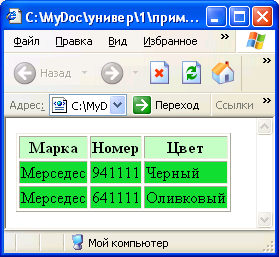 C:\MyDoc\универ\1\прим...
Файл Правка Вид Избранное »
Назад »
Адрес: C:\MyD Переход Ссылки »
Марка Номер Цвет
Мерседес 941111 Черный
Мерседес 641111 Оливковый
Мой компьютер